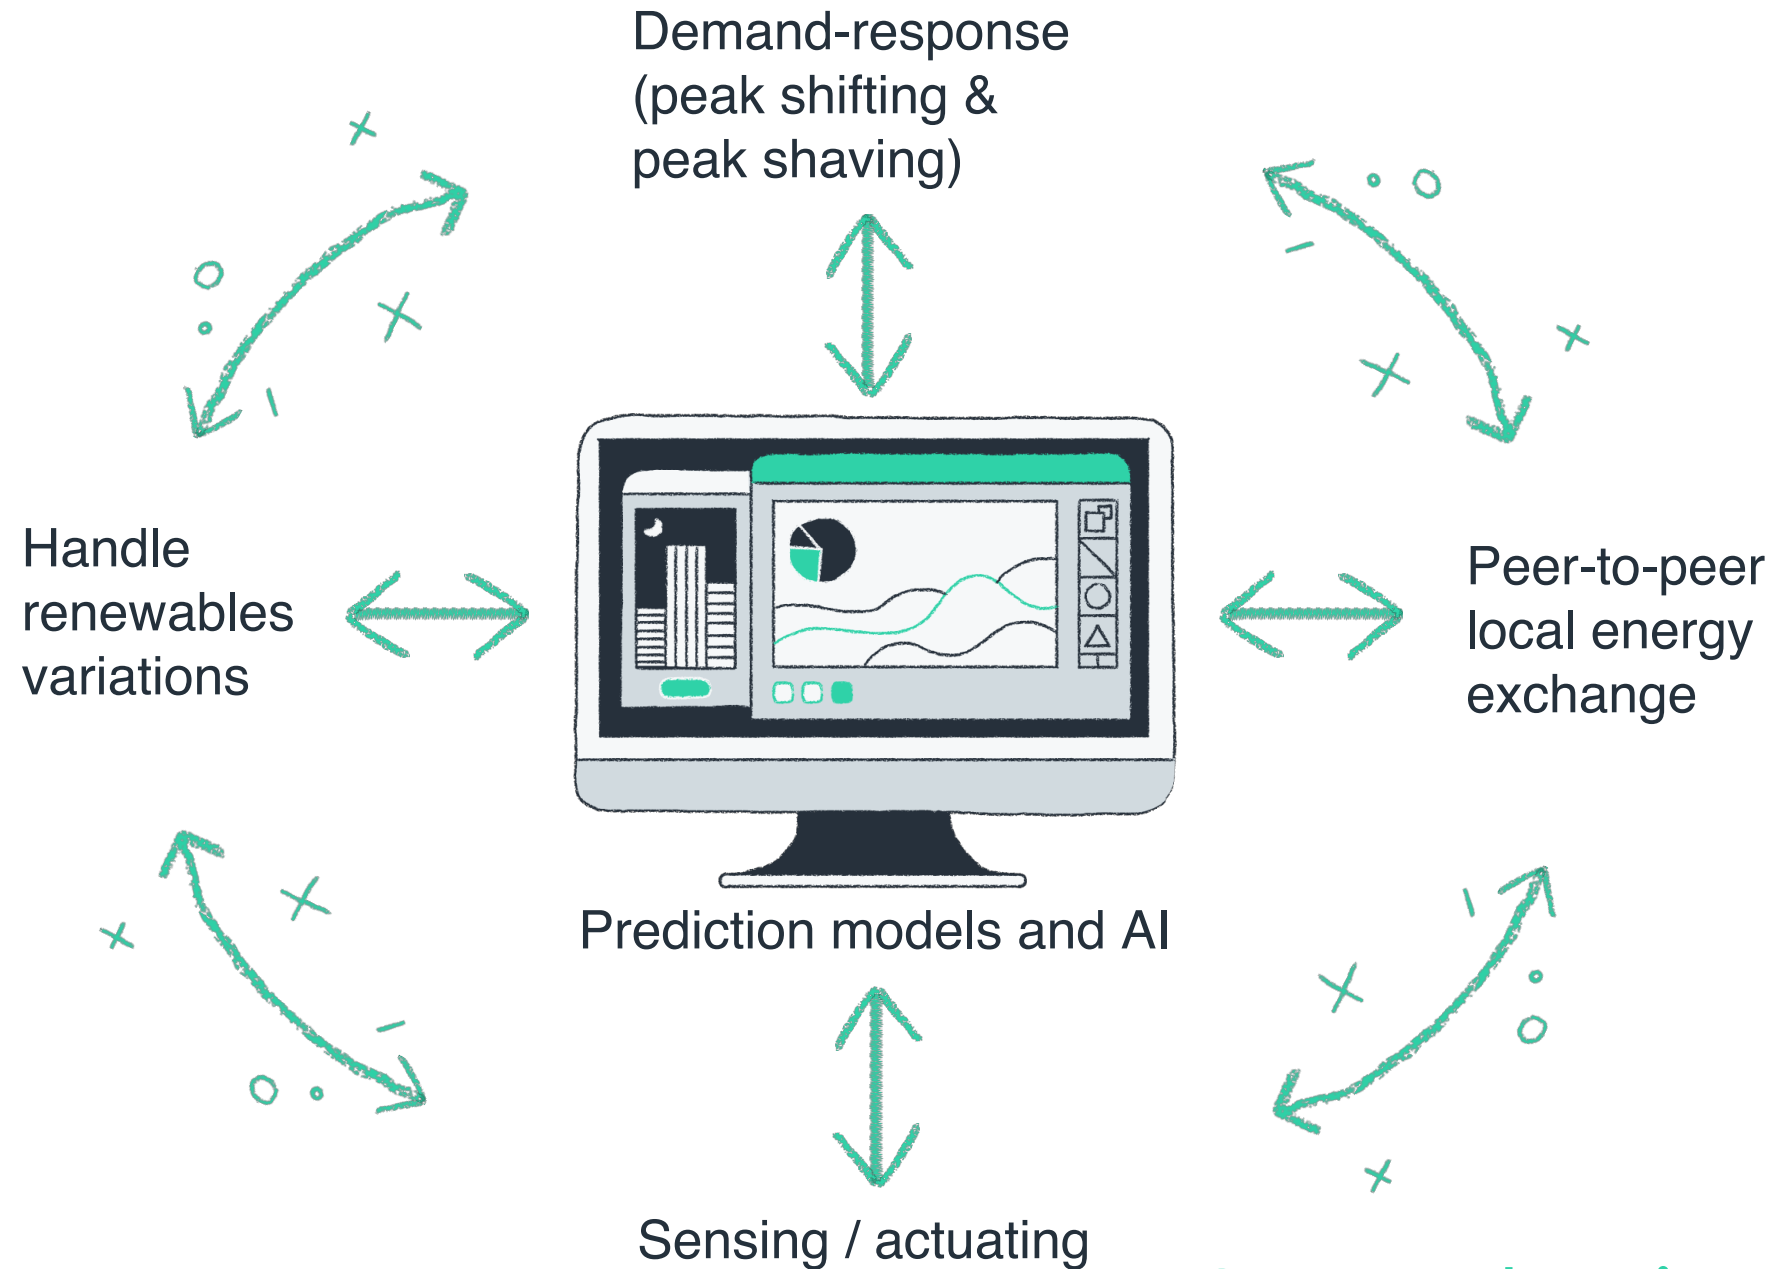 Demand-response
(peak shifting &
peak shaving)
Handle
renewables
variations
Peer-to-peer
local energy
exchange
Prediction models and AI
Sensing / actuating